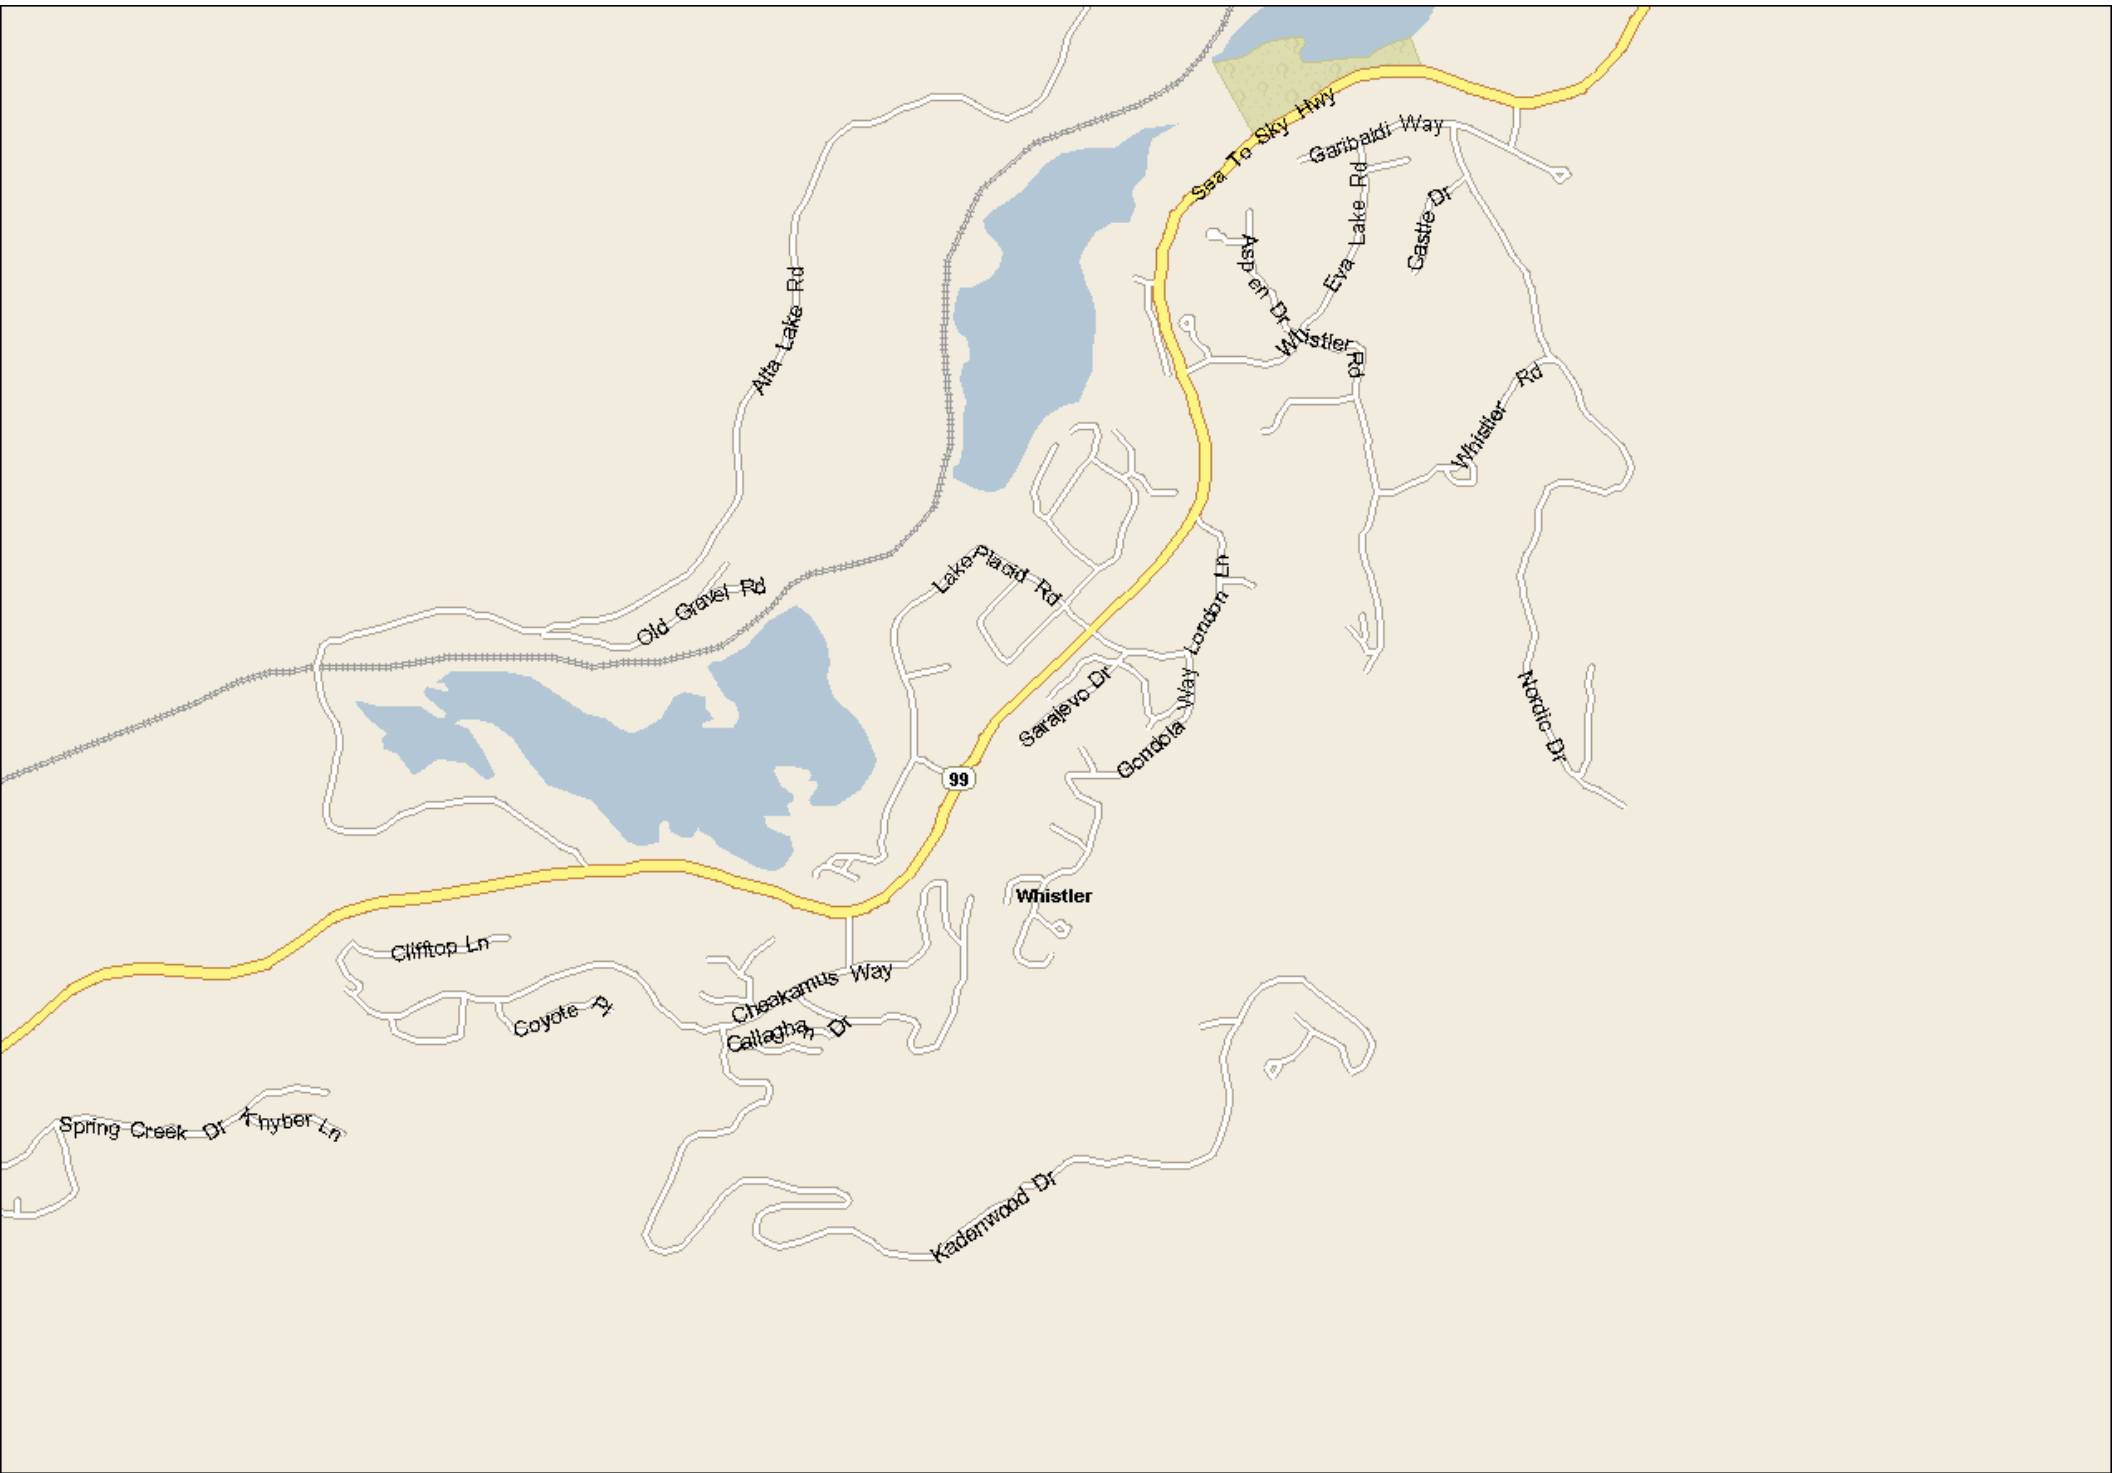 Sea To Sky Hwy
Garibaldi Way
Eva Lake Rd
Castle Dr
Aspen Dr
Alta Lake Rd
Whistler Rd
Whistler Rd
Lake Placid Rd
Old Gravel Rd
London Ln
Sarajevo Dr
Gondola Way
Nordic Dr
99
Whistler
Clifftop Ln
Cheakamus Way
Coyote Pl
Callaghan Dr
Spring Creek Dr
Khyber Ln
Kadenwood Dr